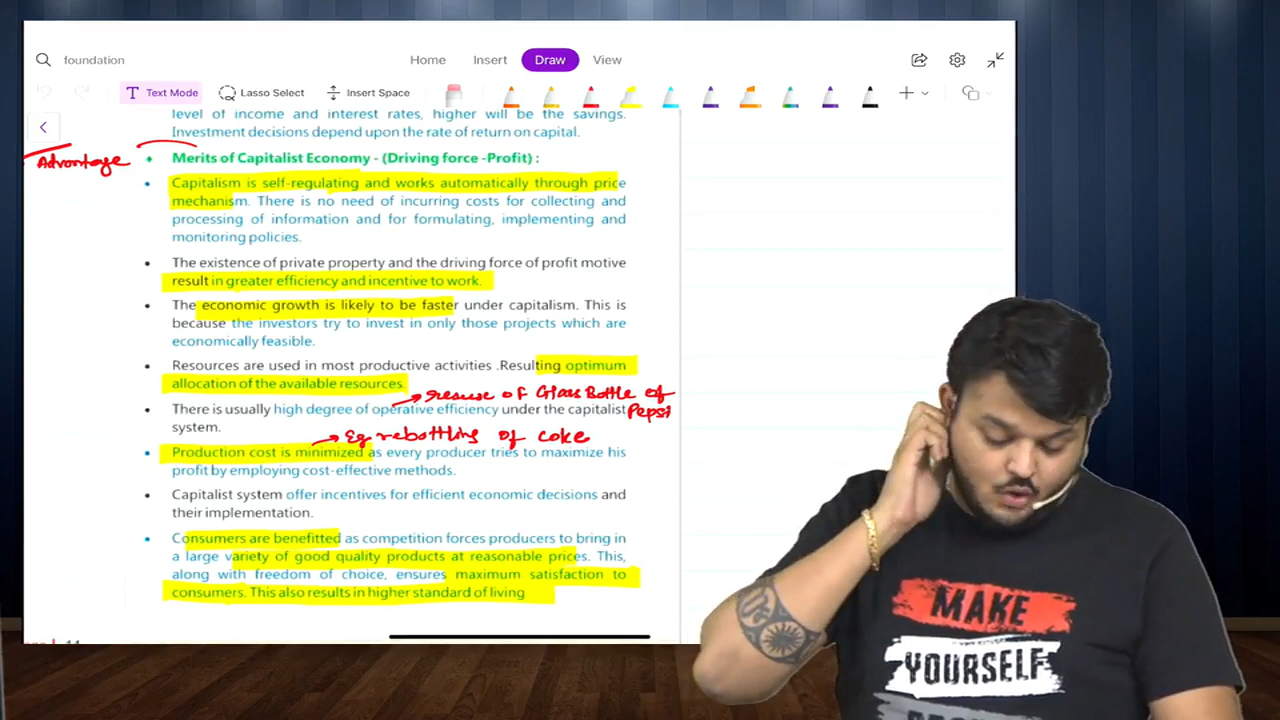 foundation
Home
Insert
Draw
View
Text Mode
Lasso Select
Insert Space
level of income and interest rates, higher will be the savings.
Investment decisions depend upon the rate of return on capital.
Advantage
Merits of Capitalist Economy - (Driving force -Profit) :
Capitalism is self-regulating and works automatically through price
mechanism. There is no need of incurring costs for collecting and
processing of information and for formulating, implementing and
monitoring policies.
The existence of private property and the driving force of profit motive
result in greater efficiency and incentive to work.
The economic growth is likely to be faster under capitalism. This is
because the investors try to invest in only those projects which are
economically feasible.
Resources are used in most productive activities .Resulting optimum
allocation of the available resources.
resuse of Glass Bottle of
Pepsi
There is usually high degree of operative efficiency under the capitalist
system.
Eg rebottling of coke
Production cost is minimized as every producer tries to maximize his
profit by employing cost-effective methods.
Capitalist system offer incentives for efficient economic decisions and
their implementation.
Consumers are benefitted as competition forces producers to bring in
a large variety of good quality products at reasonable prices. This,
along with freedom of choice, ensures maximum satisfaction to
consumers. This also results in higher standard of living
MAKE
YOURSELF